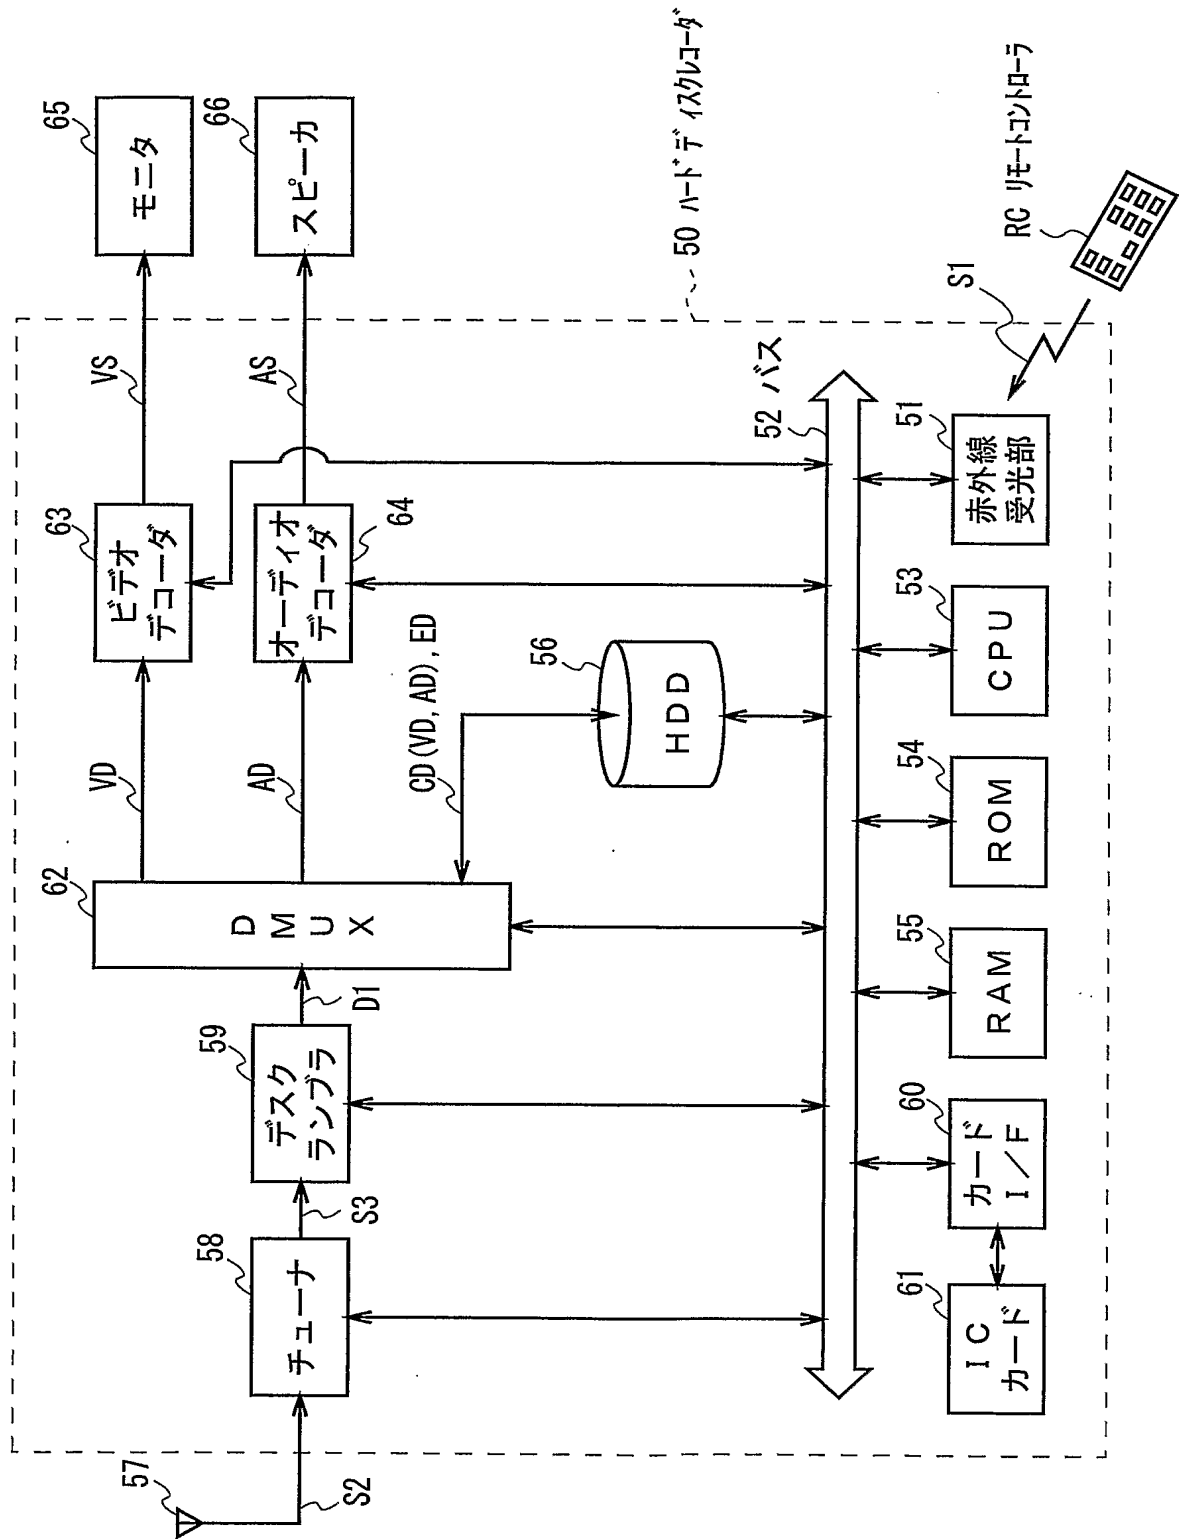 50 ハードディスクレコーダ
65
モニタ
66
スピーカ
VS
AS
63
ビデオ
デコーダ
64
オーディオ
デコーダ
VD
AD
CD(VD, AD), ED
62
DMUX
D1
59
デスク
ランブラ
S3
58
チューナ
57
S2
56
HDD
52 バス
RC リモートコントローラ
S1
51
赤外線
受光部
53
CPU
54
ROM
55
RAM
60
カード
I/F
61
IC
カード